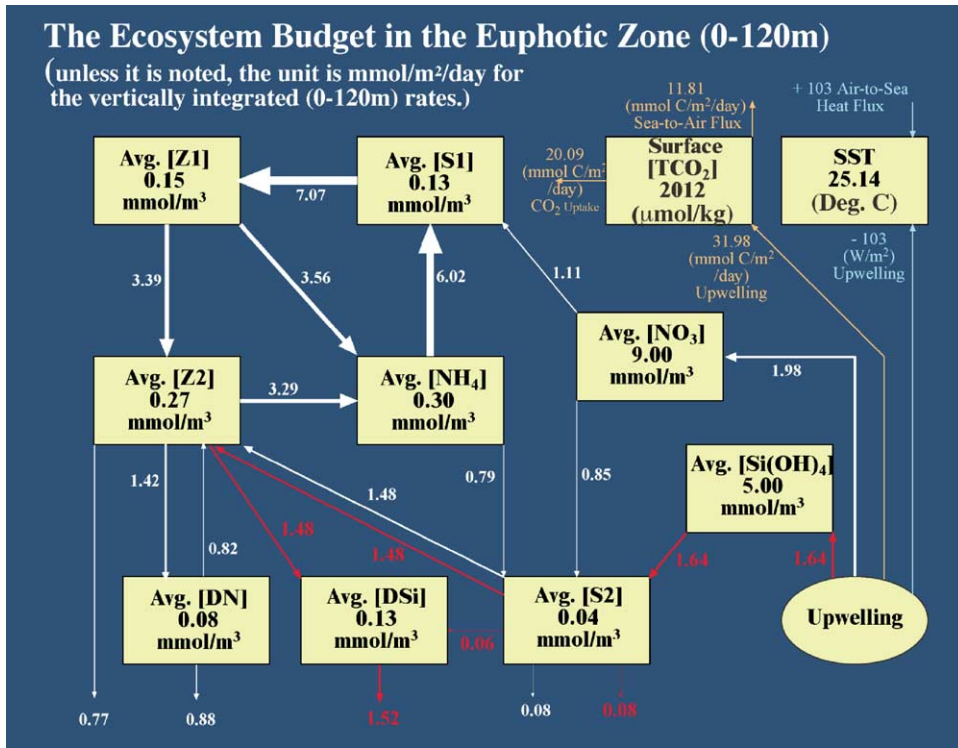 The Ecosystem Budget in the Euphotic Zone (0-120m)
(unless it is noted, the unit is mmol/m²/day for
the vertically integrated (0-120m) rates.)
11.81
(mmol C/m²/day)
Sea-to-Air Flux
+ 103 Air-to-Sea
Heat Flux
Avg. [Z1]
0.15
mmol/m³
7.07
Avg. [S1]
0.13
mmol/m³
20.09
(mmol C/m²
/day)
CO₂ Uptake
Surface
[TCO₂]
2012
(μmol/kg)
SST
25.14
(Deg. C)
3.39
3.56
6.02
1.11
31.98
(mmol C/m²
/day)
Upwelling
- 103
(W/m²)
Upwelling
Avg. [NO₃]
9.00
mmol/m³
1.98
Avg. [Z2]
0.27
mmol/m³
3.29
Avg. [NH₄]
0.30
mmol/m³
1.42
0.82
1.48
1.48
1.48
0.79
0.85
Avg. [Si(OH)₄]
5.00
mmol/m³
1.64
1.64
Avg. [DN]
0.08
mmol/m³
Avg. [DSi]
0.13
mmol/m³
0.06
Avg. [S2]
0.04
mmol/m³
Upwelling
0.77
0.88
1.52
0.08
0.08